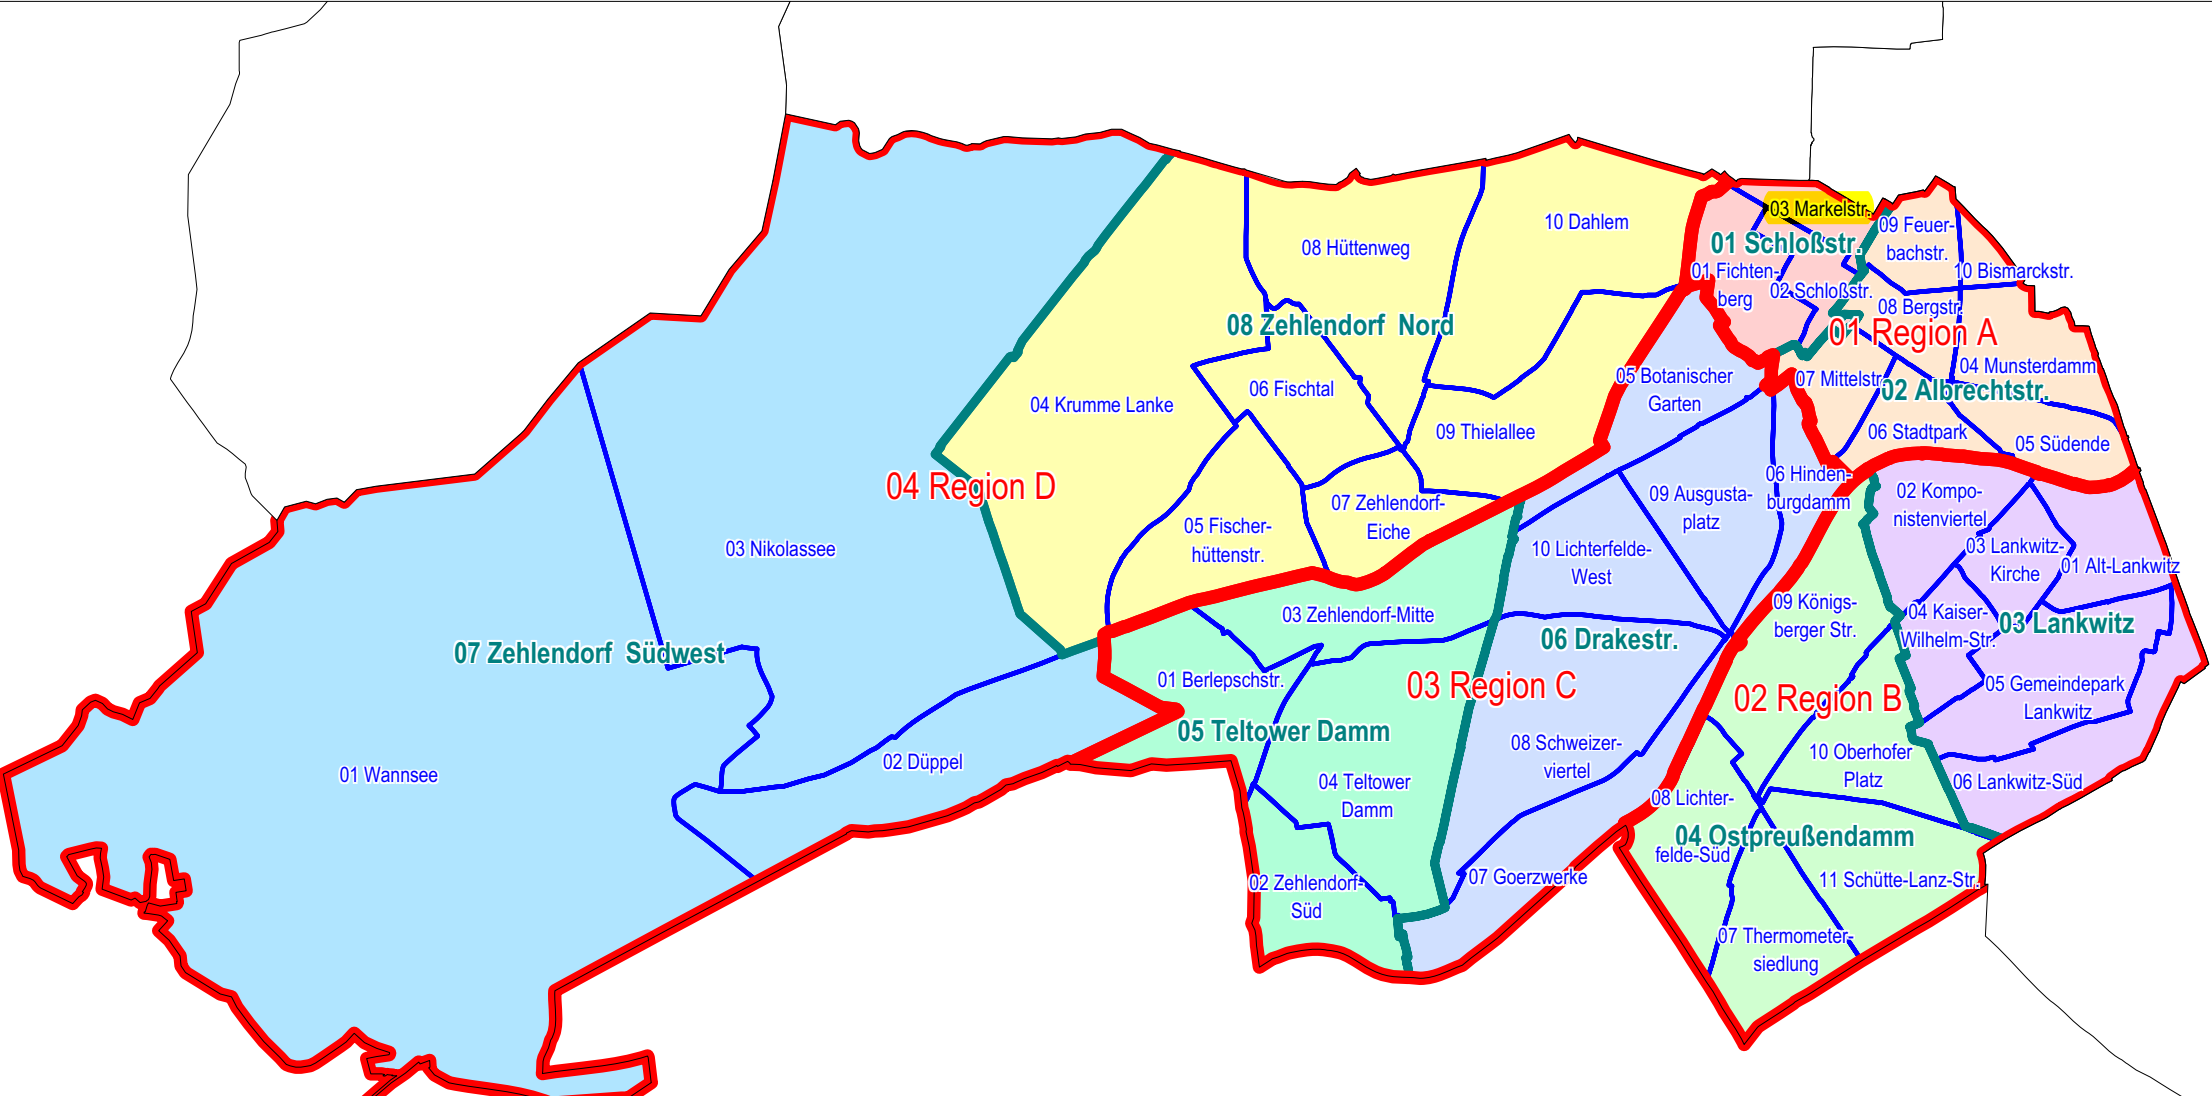 03 Markelstr.
10 Dahlem
09 Feuer-
bachstr.
08 Hüttenweg
01 Schloßstr.
01 Fichten-
berg
02 Schloßstr.
10 Bismarckstr.
08 Bergstr.
08 Zehlendorf Nord
01 Region A
04 Munsterdamm
05 Botanischer
Garten
07 Mittelstr.
02 Albrechtstr.
06 Fischtal
04 Krumme Lanke
09 Thielallee
06 Stadtpark
05 Südende
04 Region D
06 Hinden-
burgdamm
09 Ausgusta-
platz
02 Kompo-
nistenviertel
07 Zehlendorf-
Eiche
05 Fischer-
hüttenstr.
03 Nikolassee
10 Lichterfelde-
West
03 Lankwitz-
Kirche
01 Alt-Lankwitz
03 Zehlendorf-Mitte
09 Königs-
berger Str.
04 Kaiser-
Wilhelm-Str.
03 Lankwitz
06 Drakestr.
07 Zehlendorf Südwest
01 Berlepschstr.
03 Region C
02 Region B
05 Gemeindepark
Lankwitz
05 Teltower Damm
08 Schweizer-
viertel
10 Oberhofer
Platz
02 Düppel
01 Wannsee
04 Teltower
Damm
06 Lankwitz-Süd
08 Lichter-
felde-Süd
04 Ostpreußendamm
07 Goerzwerke
11 Schütte-Lanz-Str.
02 Zehlendorf-
Süd
07 Thermometer-
siedlung